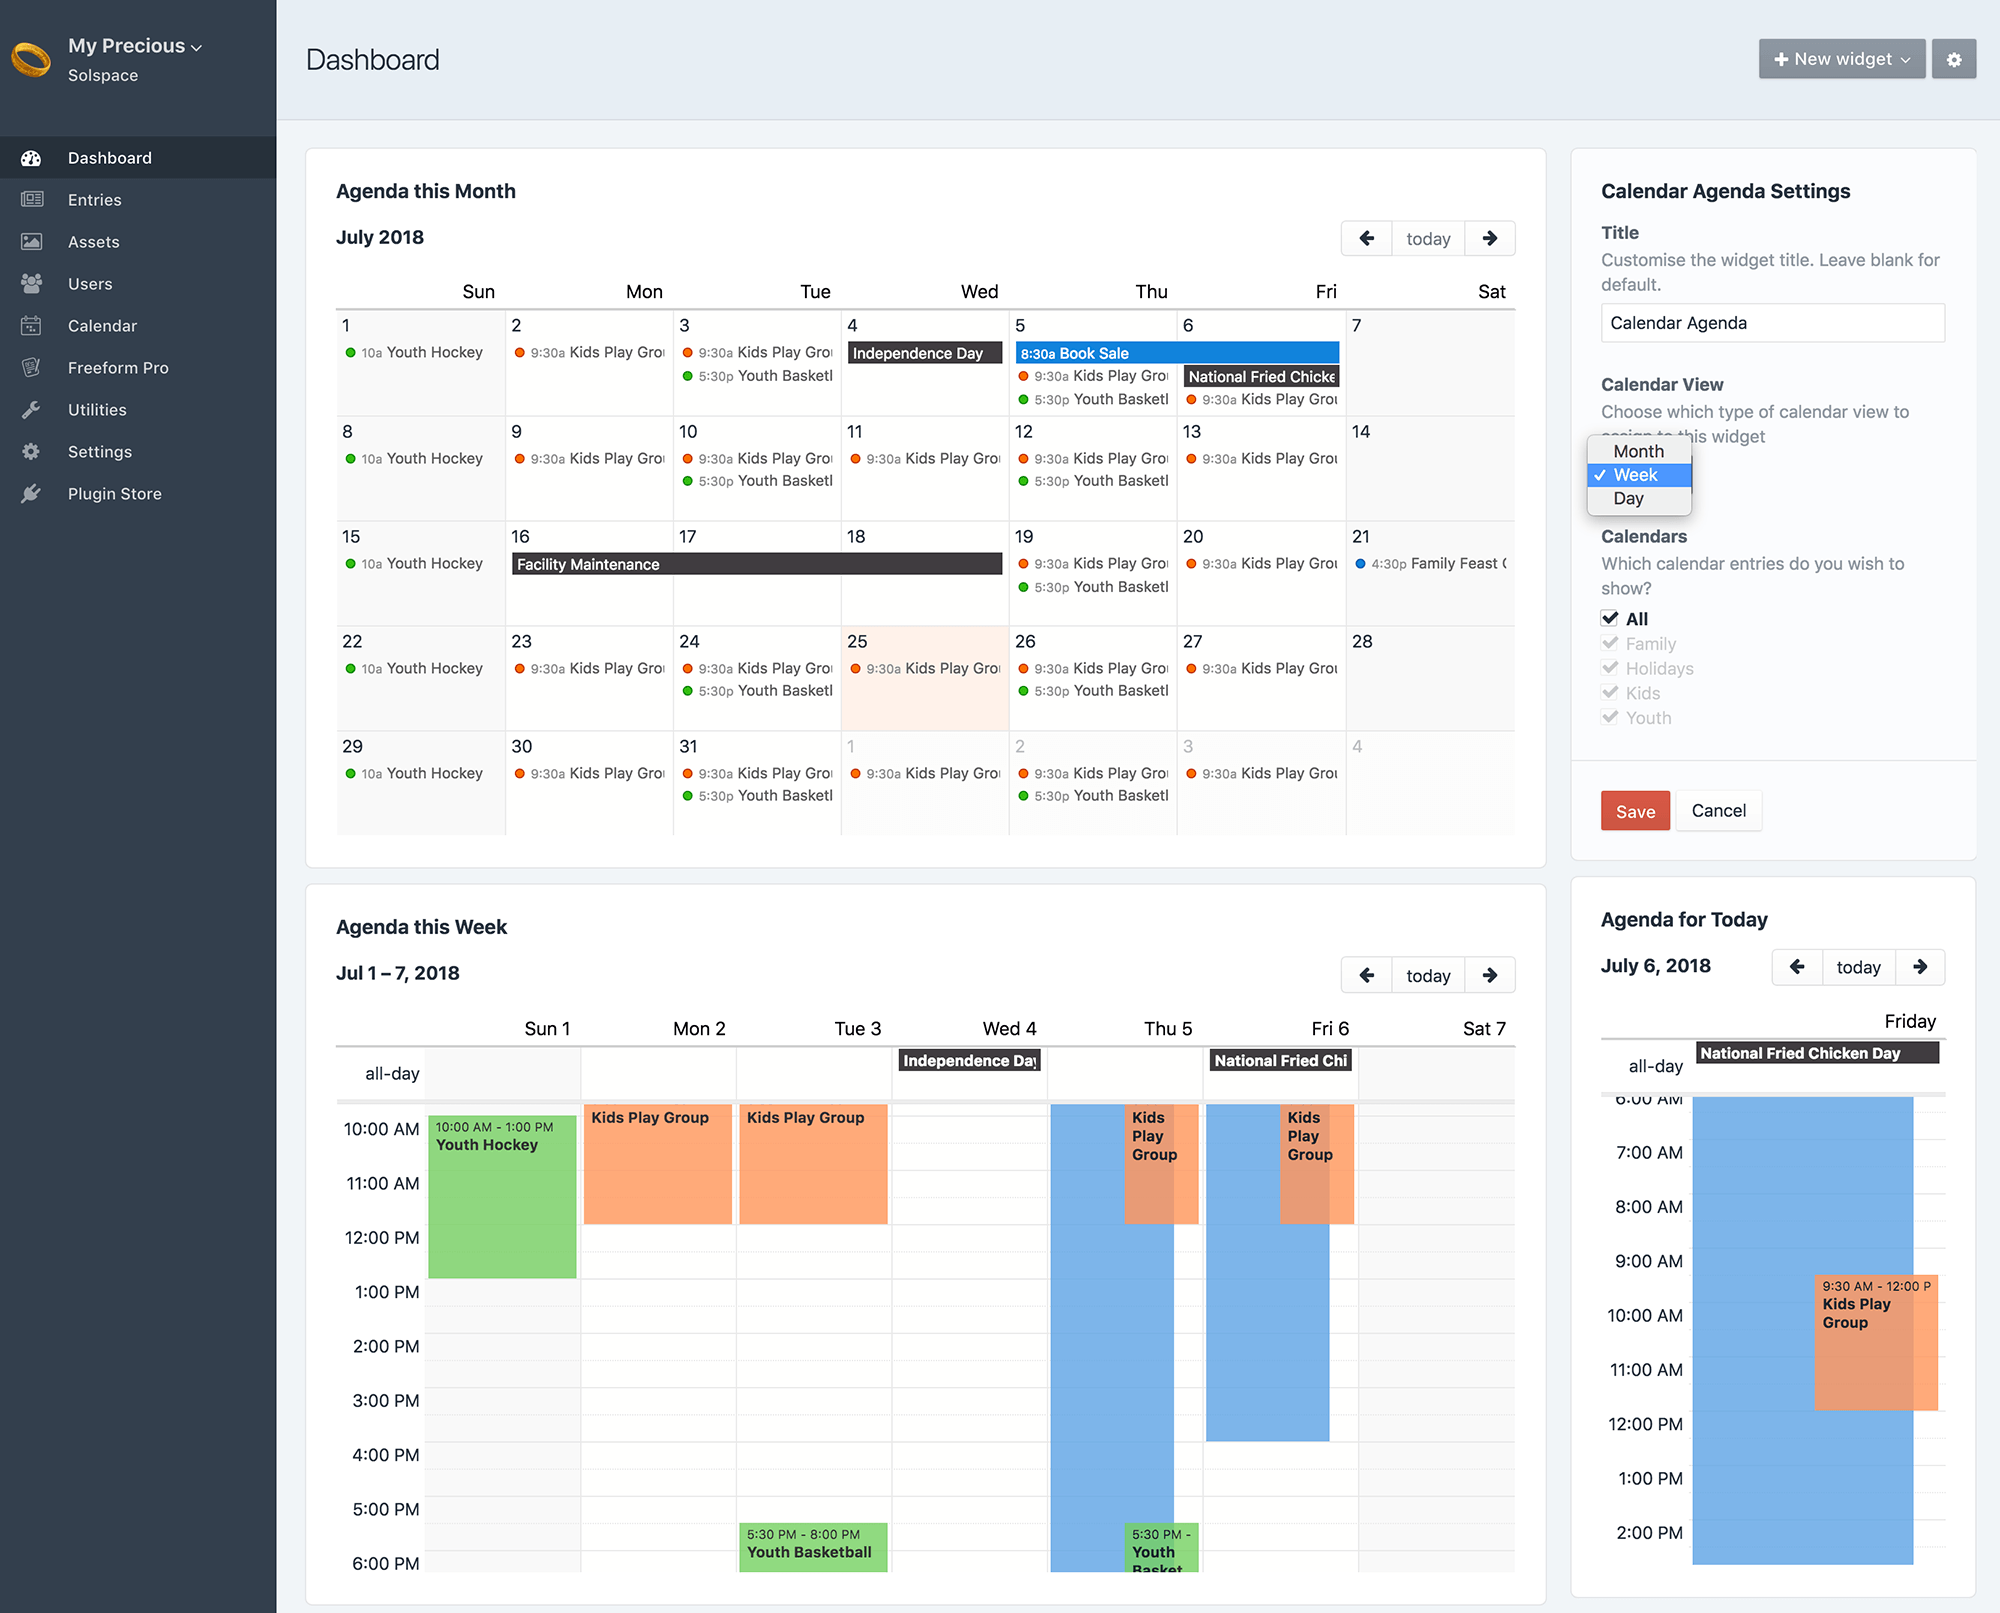 My Precious
Solspace
Dashboard
Entries
Assets
Users
Calendar
Freeform Pro
Utilities
Settings
Plugin Store
Dashboard
New widget
Agenda this Month
July 2018
today
Sun Mon Tue Wed Thu Fri Sat
1 2 3 4 5 6 7
10a Youth Hockey 9:30a Kids Play Grou 9:30a Kids Play Grou Independence Day 8:30a Book Sale
5:30p Youth Basketl 9:30a Kids Play Grou National Fried Chicke
5:30p Youth Basketl 9:30a Kids Play Grou
8 9 10 11 12 13 14
10a Youth Hockey 9:30a Kids Play Grou 9:30a Kids Play Grou 9:30a Kids Play Grou 9:30a Kids Play Grou 9:30a Kids Play Grou
5:30p Youth Basketl 5:30p Youth Basketl
15 16 17 18 19 20 21
10a Youth Hockey Facility Maintenance 9:30a Kids Play Grou 9:30a Kids Play Grou 4:30p Family Feast
5:30p Youth Basketl
22 23 24 25 26 27 28
10a Youth Hockey 9:30a Kids Play Grou 9:30a Kids Play Grou 9:30a Kids Play Grou 9:30a Kids Play Grou 9:30a Kids Play Grou
5:30p Youth Basketl 5:30p Youth Basketl
29 30 31 1 2 3 4
10a Youth Hockey 9:30a Kids Play Grou 9:30a Kids Play Grou 9:30a Kids Play Grou 9:30a Kids Play Grou 9:30a Kids Play Grou
5:30p Youth Basketl 5:30p Youth Basketl
Calendar Agenda Settings
Title
Customise the widget title. Leave blank for
default.
Calendar Agenda
Calendar View
Choose which type of calendar view to
assign to this widget
Month
Week
Day
Calendars
Which calendar entries do you wish to
show?
All
Family
Holidays
Kids
Youth
Save Cancel
Agenda this Week
Jul 1 – 7, 2018
today
Sun 1 Mon 2 Tue 3 Wed 4 Thu 5 Fri 6 Sat 7
all-day Independence Day National Fried Chi
10:00 AM
11:00 AM
12:00 PM
1:00 PM
2:00 PM
3:00 PM
4:00 PM
5:00 PM
6:00 PM
10:00 AM - 1:00 PM
Youth Hockey
Kids Play Group
Kids Play Group
5:30 PM - 8:00 PM
Youth Basketball
Kids
Play
Group
5:30 PM -
Youth
Basket
Kids
Play
Group
Agenda for Today
July 6, 2018
today
Friday
all-day National Fried Chicken Day
6:00 AM
7:00 AM
8:00 AM
9:00 AM
10:00 AM
11:00 AM
12:00 PM
1:00 PM
2:00 PM
9:30 AM - 12:00 P
Kids Play
Group